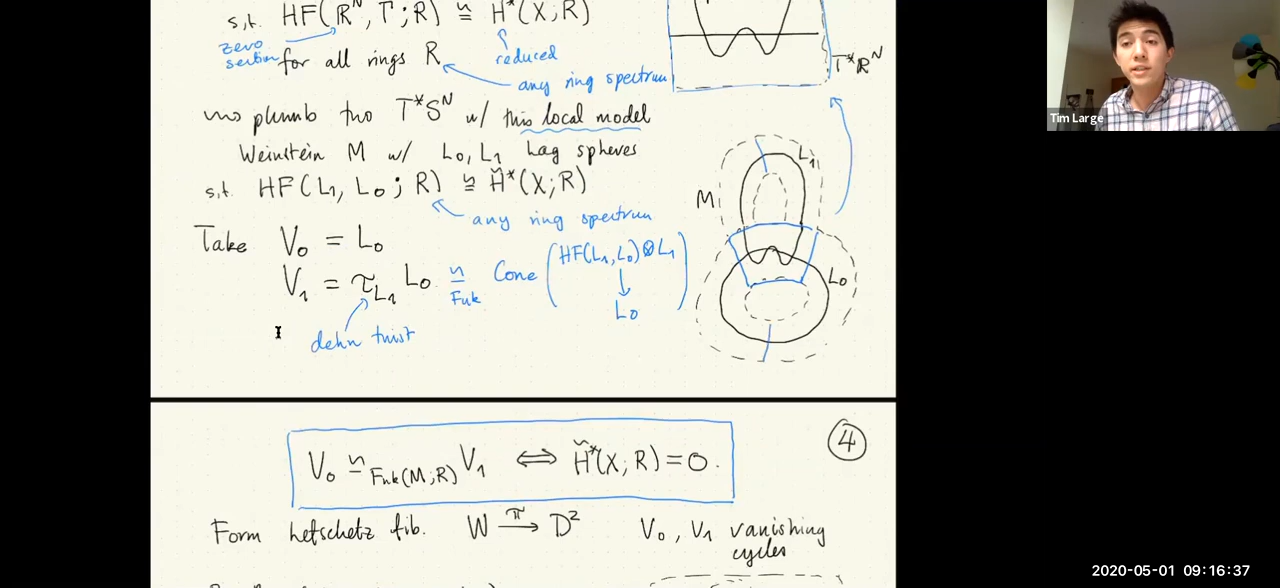 s.t. HF(R^N, Γ; R) ≅ H̃*(X; R)
zero section
reduced
for all rings R
any ring spectrum
T*R^N
⇝ plumb two T*S^N w/ this local model
Weinstein M w/ L₀, L₁ Lag spheres
s.t. HF(L₁, L₀; R) ≅ H̃*(X; R)
any ring spectrum
Take V₀ = L₀
V₁ = τ_{L₁} L₀ ≃_{Fuk} Cone (HF(L₁, L₀) ⊗ L₁ → L₀)
dehn twist
M
L₁
L₀
4
V₀ ≃_{Fuk(M;R)} V₁ ⟺ H̃*(X; R) = 0.
Form Lefschetz fib. W →^π D² V₀, V₁ vanishing cycles
Tim Large
2020-05-01 09:16:37